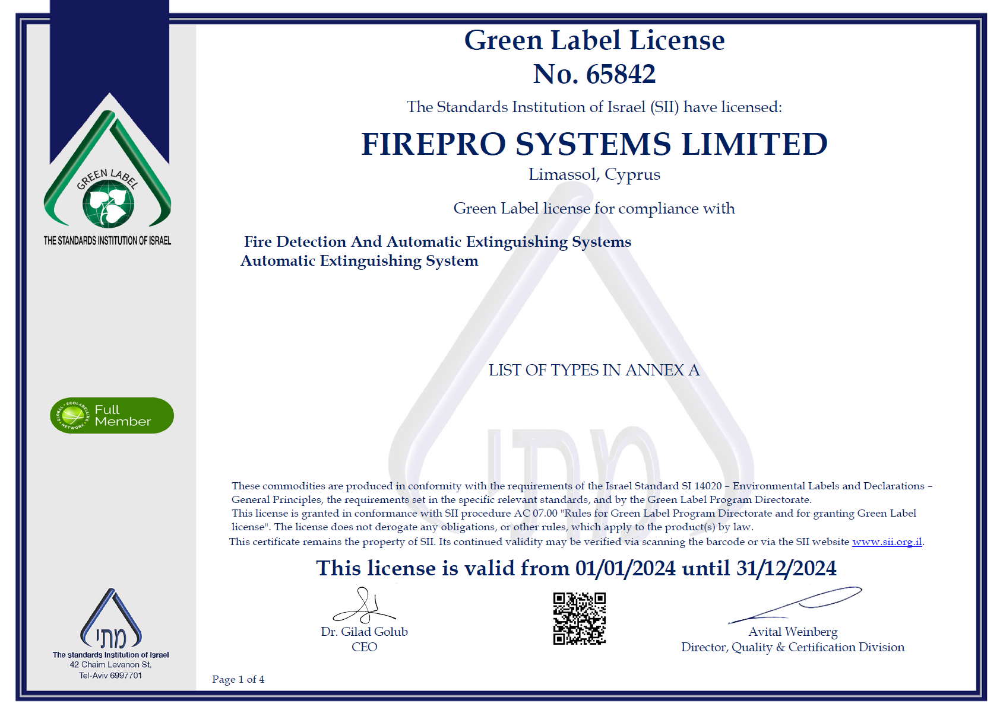 Green Label License
No. 65842
The Standards Institution of Israel (SII) have licensed:
FIREPRO SYSTEMS LIMITED
Limassol, Cyprus
Green Label license for compliance with
Fire Detection And Automatic Extinguishing Systems
Automatic Extinguishing System
LIST OF TYPES IN ANNEX A
מתי
These commodities are produced in conformity with the requirements of the Israel Standard SI 14020 – Environmental Labels and Declarations –
General Principles, the requirements set in the specific relevant standards, and by the Green Label Program Directorate.
This license is granted in conformance with SII procedure AC 07.00 "Rules for Green Label Program Directorate and for granting Green Label
license". The license does not derogate any obligations, or other rules, which apply to the product(s) by law.
This certificate remains the property of SII. Its continued validity may be verified via scanning the barcode or via the SII website www.sii.org.il.
This license is valid from 01/01/2024 until 31/12/2024
Dr. Gilad Golub
CEO
Avital Weinberg
Director, Quality & Certification Division
Page 1 of 4
GREEN LABEL
THE STANDARDS INSTITUTION OF ISRAEL
GLOBAL • ECOLABELLING • NETWORK •
Full
Member
מתי
The standards Institution of Israel
42 Chaim Levanon St,
Tel-Aviv 6997701